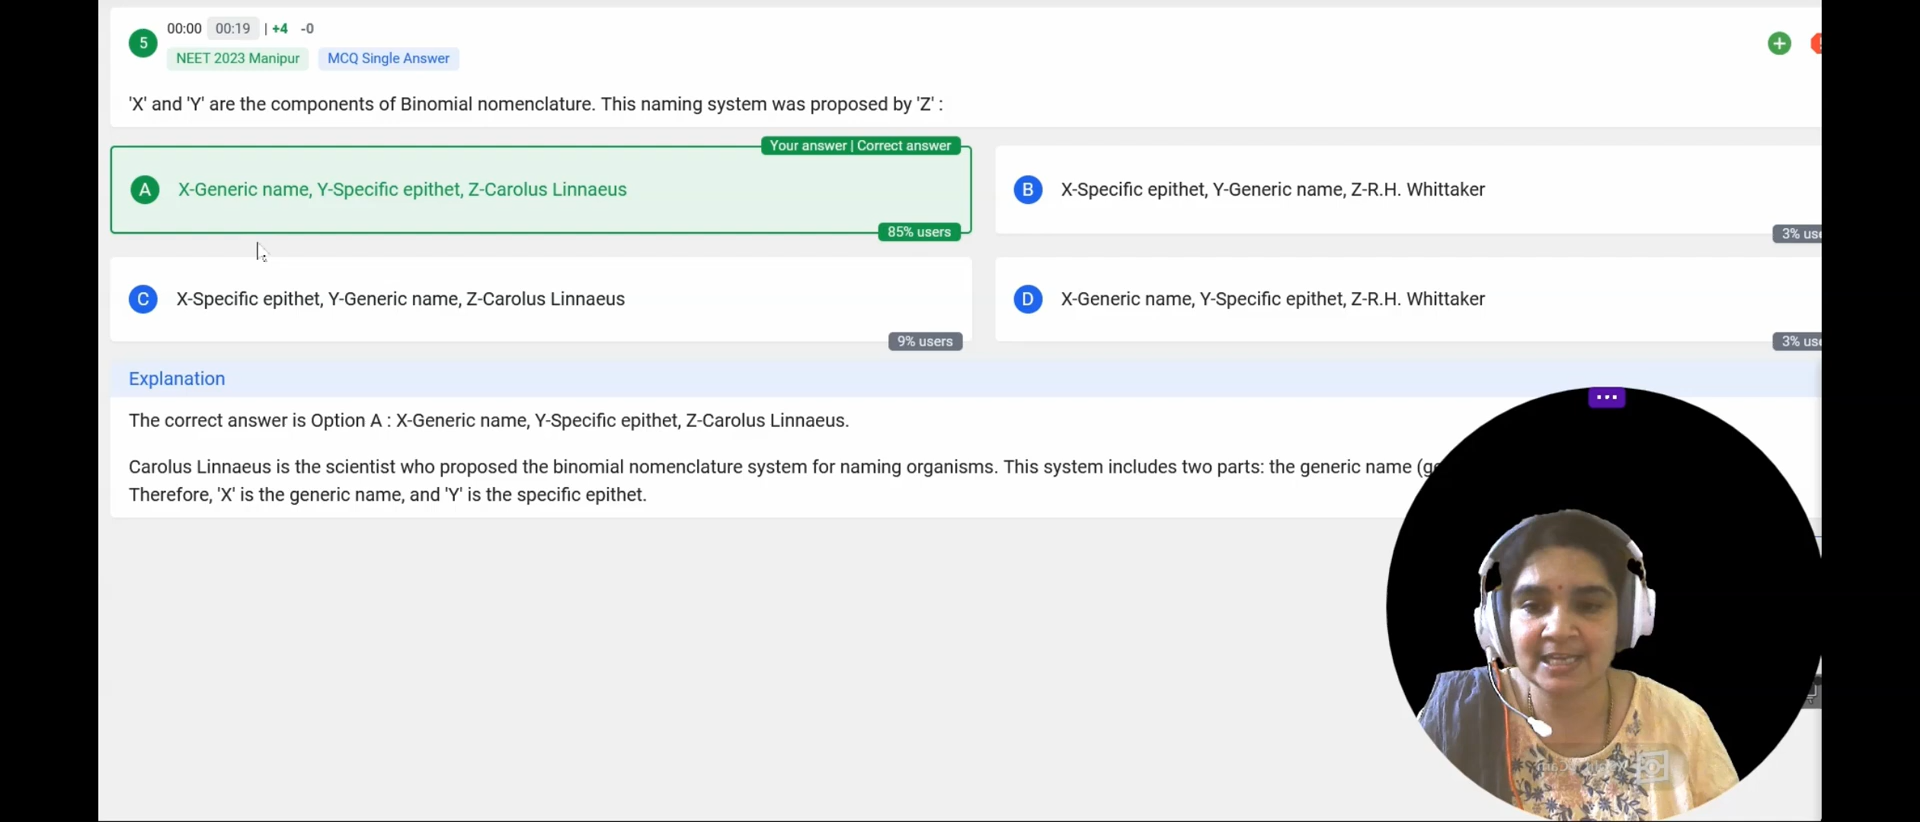 5
00:00 00:19 | +4 -0
NEET 2023 Manipur MCQ Single Answer
'X' and 'Y' are the components of Binomial nomenclature. This naming system was proposed by 'Z' :
Your answer | Correct answer
A X-Generic name, Y-Specific epithet, Z-Carolus Linnaeus
85% users
B X-Specific epithet, Y-Generic name, Z-R.H. Whittaker
3%
C X-Specific epithet, Y-Generic name, Z-Carolus Linnaeus
9% users
D X-Generic name, Y-Specific epithet, Z-R.H. Whittaker
3%
Explanation
The correct answer is Option A : X-Generic name, Y-Specific epithet, Z-Carolus Linnaeus.
Carolus Linnaeus is the scientist who proposed the binomial nomenclature system for naming organisms. This system includes two parts: the generic name
Therefore, 'X' is the generic name, and 'Y' is the specific epithet.